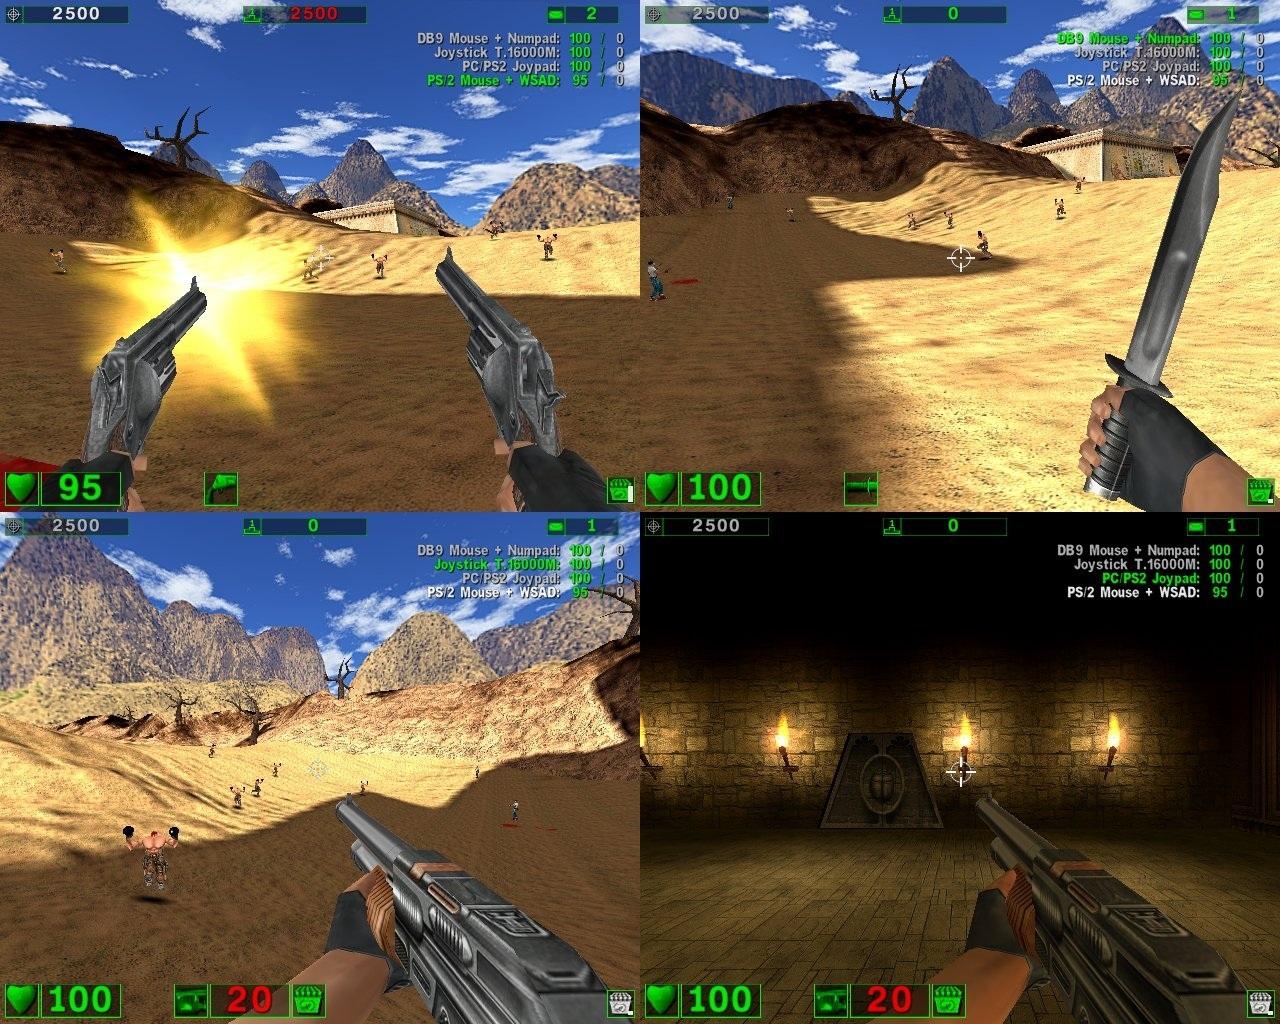 2500 2500 2
DB9 Mouse + Numpad: 100 / 0
Joystick T.16000M: 100 / 0
PC/PS2 Joypad: 100 / 0
PS/2 Mouse + WSAD: 95 / 0
95
2500 0 1
DB9 Mouse + Numpad: 100 / 0
Joystick T.16000M: 100 / 0
PC/PS2 Joypad: 100 / 0
PS/2 Mouse + WSAD: 95 / 0
100
2500 0 1
DB9 Mouse + Numpad: 100 / 0
Joystick T.16000M: 100 / 0
PC/PS2 Joypad: 100 / 0
PS/2 Mouse + WSAD: 95 / 0
100 20
2500 0 1
DB9 Mouse + Numpad: 100 / 0
Joystick T.16000M: 100 / 0
PC/PS2 Joypad: 100 / 0
PS/2 Mouse + WSAD: 95 / 0
100 20